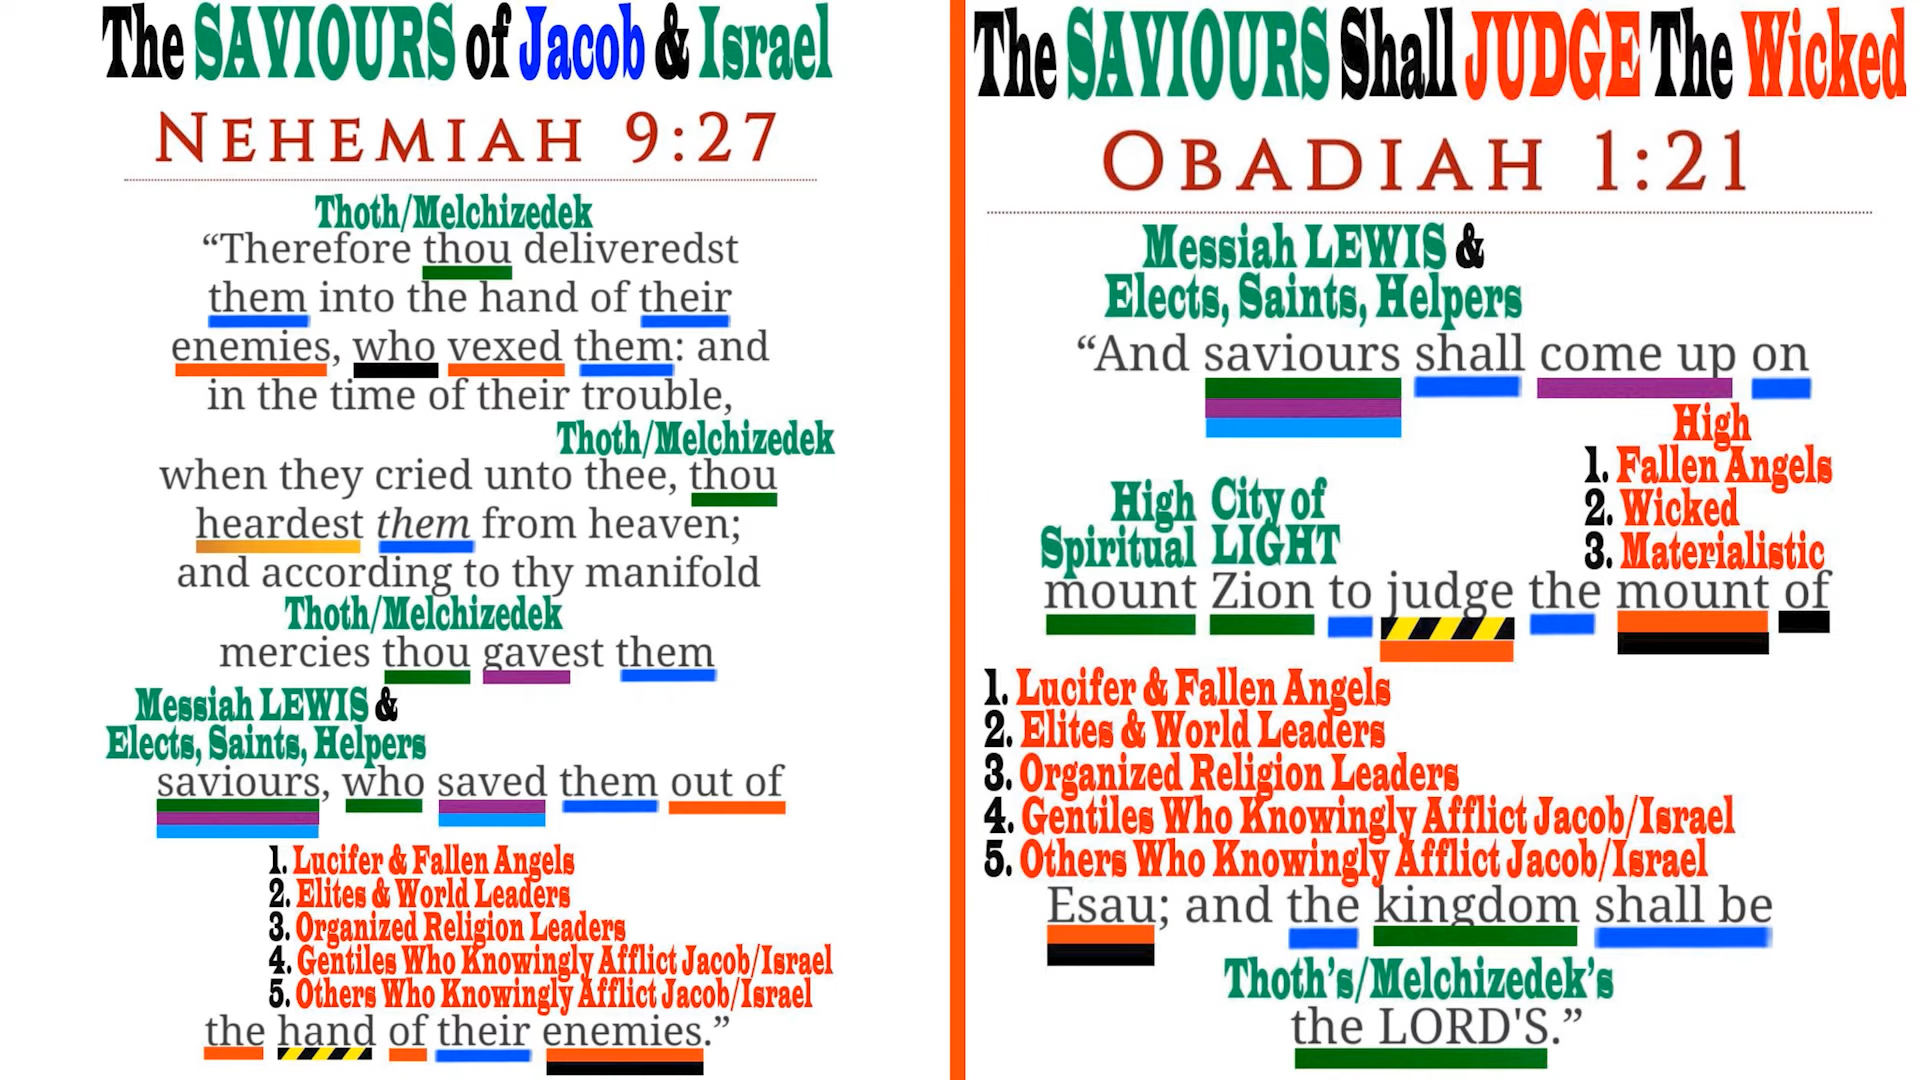 The SAVIOURS of Jacob & Israel
NEHEMIAH 9:27
Thoth/Melchizedek
“Therefore thou deliveredst
them into the hand of their
enemies, who vexed them: and
in the time of their trouble,
Thoth/Melchizedek
when they cried unto thee, thou
heardest them from heaven;
and according to thy manifold
Thoth/Melchizedek
mercies thou gavest them
Messiah LEWIS &
Elects, Saints, Helpers
saviours, who saved them out of
1. Lucifer & Fallen Angels
2. Elites & World Leaders
3. Organized Religion Leaders
4. Gentiles Who Knowingly Afflict Jacob/Israel
5. Others Who Knowingly Afflict Jacob/Israel
the hand of their enemies.”
The SAVIOURS Shall JUDGE The Wicked
OBADIAH 1:21
Messiah LEWIS &
Elects, Saints, Helpers
“And saviours shall come up on
High
1. Fallen Angels
2. Wicked
3. Materialistic
High City of
Spiritual LIGHT
mount Zion to judge the mount of
1. Lucifer & Fallen Angels
2. Elites & World Leaders
3. Organized Religion Leaders
4. Gentiles Who Knowingly Afflict Jacob/Israel
5. Others Who Knowingly Afflict Jacob/Israel
Esau; and the kingdom shall be
Thoth’s/Melchizedek’s
the LORD'S.”